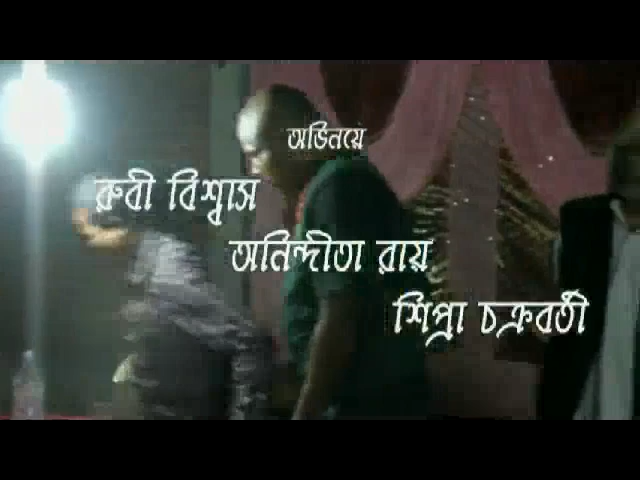 অভিনয়ে
রুবী বিশ্বাস
অনিন্দীতা রায়
শিপ্রা চক্রবর্তী